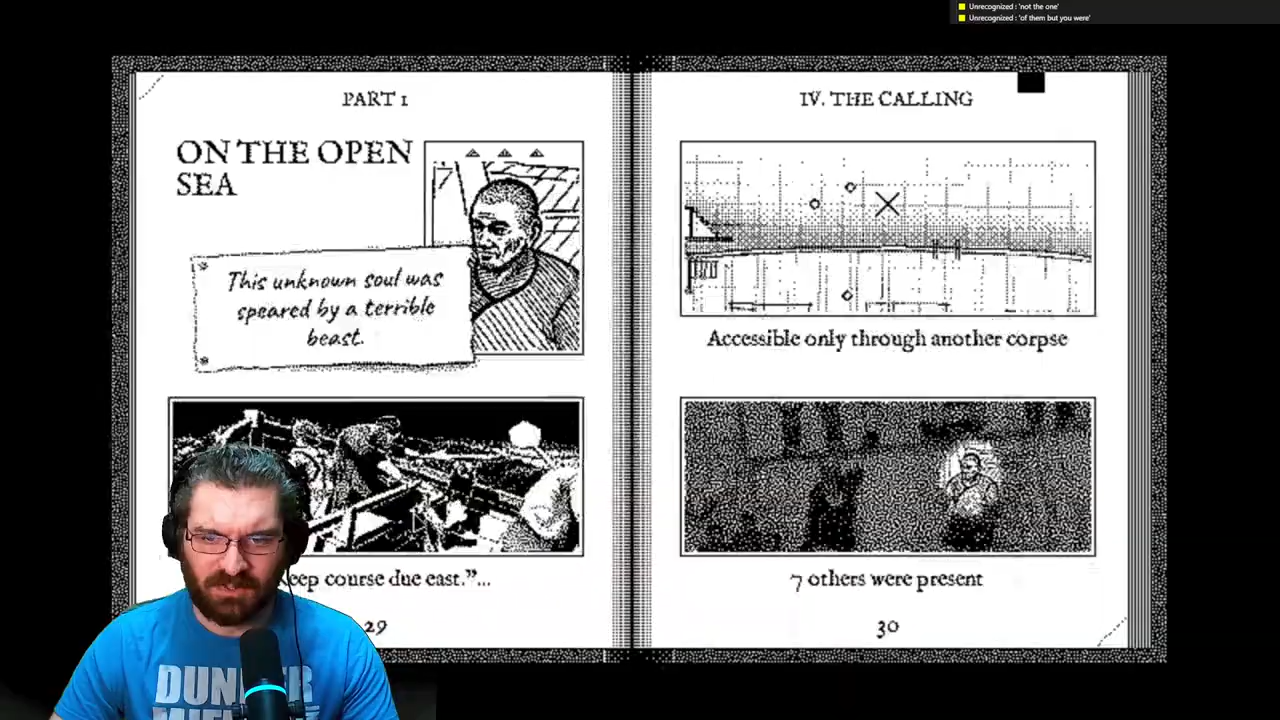 Unrecognized : 'not the one'
Unrecognized : 'of them but you were'
PART 1
ON THE OPEN
SEA
This unknown soul was
speared by a terrible
beast.
eep course due east."...
29
IV. THE CALLING
Accessible only through another corpse
7 others were present
30